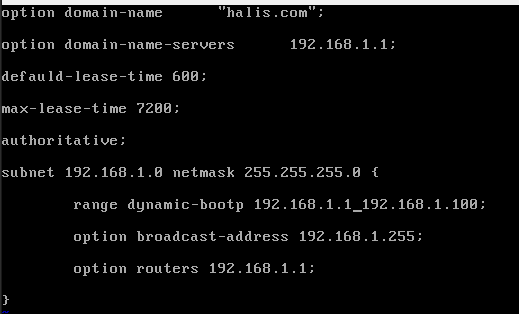 option domain-name "halis.com";
option domain-name-servers 192.168.1.1;
defauld-lease-time 600;
max-lease-time 7200;
authoritative;
subnet 192.168.1.0 netmask 255.255.255.0 {
range dynamic-bootp 192.168.1.1_192.168.1.100;
option broadcast-address 192.168.1.255;
option routers 192.168.1.1;
}